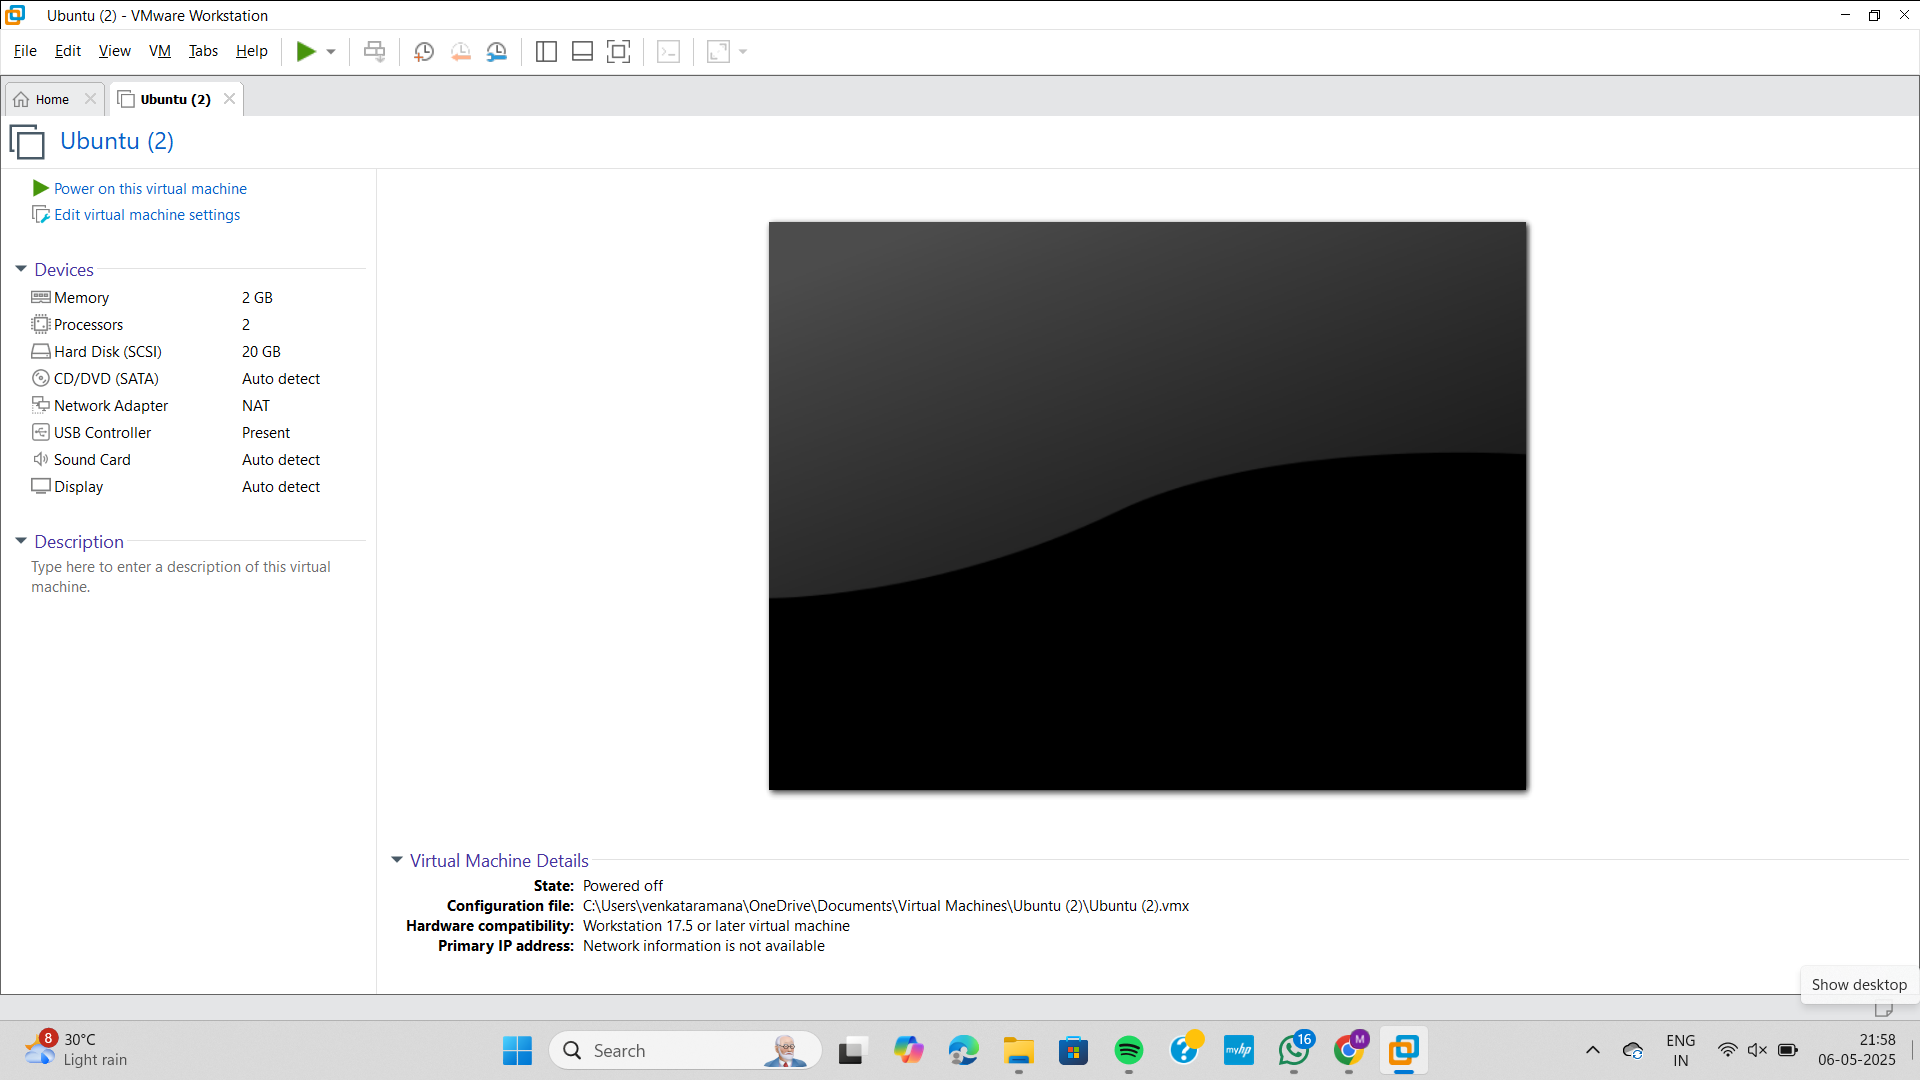 Ubuntu (2) - VMware Workstation
File Edit View VM Tabs Help
Home Ubuntu (2)
Ubuntu (2)
Power on this virtual machine
Edit virtual machine settings
Devices
Memory 2 GB
Processors 2
Hard Disk (SCSI) 20 GB
CD/DVD (SATA) Auto detect
Network Adapter NAT
USB Controller Present
Sound Card Auto detect
Display Auto detect
Description
Type here to enter a description of this virtual
machine.
Virtual Machine Details
State: Powered off
Configuration file: C:\Users\venkataramana\OneDrive\Documents\Virtual Machines\Ubuntu (2)\Ubuntu (2).vmx
Hardware compatibility: Workstation 17.5 or later virtual machine
Primary IP address: Network information is not available
Show desktop
8 30°C
Light rain
Search
myhp
16
M
ENG
IN
21:58
06-05-2025